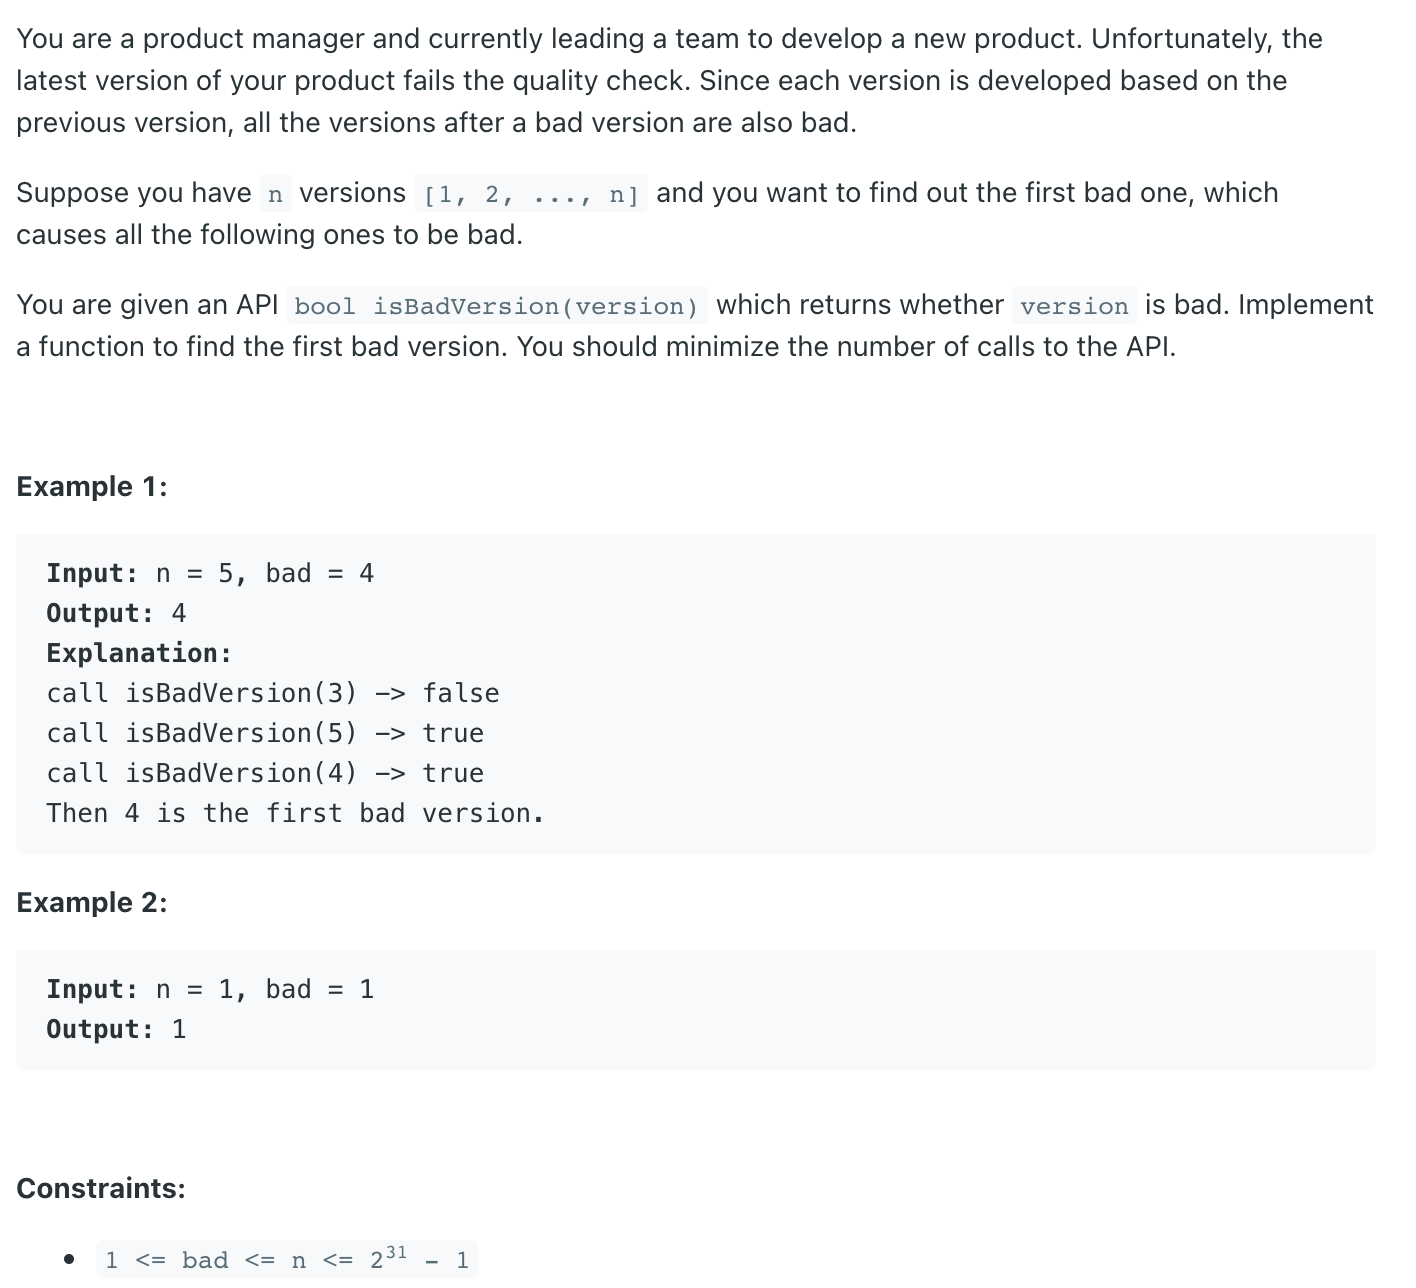 You are a product manager and currently leading a team to develop a new product. Unfortunately, the
latest version of your product fails the quality check. Since each version is developed based on the
previous version, all the versions after a bad version are also bad.
Suppose you have n versions [1, 2, ..., n] and you want to find out the first bad one, which
causes all the following ones to be bad.
You are given an API bool isBadVersion(version) which returns whether version is bad. Implement
a function to find the first bad version. You should minimize the number of calls to the API.
Example 1:
Input: n = 5, bad = 4
Output: 4
Explanation:
call isBadVersion(3) -> false
call isBadVersion(5) -> true
call isBadVersion(4) -> true
Then 4 is the first bad version.
Example 2:
Input: n = 1, bad = 1
Output: 1
Constraints:
• 1 <= bad <= n <= 2³¹ - 1